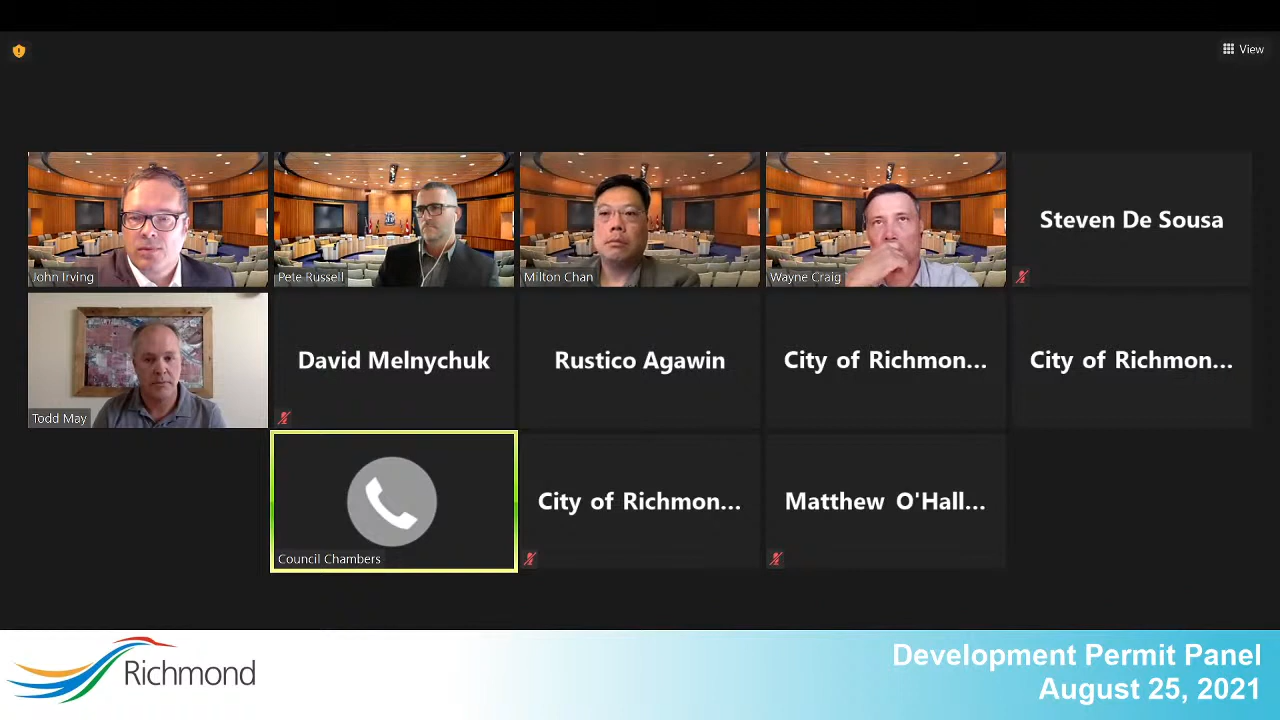 View
John Irving
Pete Russell
Milton Chan
Wayne Craig
Steven De Sousa
Todd May
David Melnychuk
Rustico Agawin
City of Richmon...
City of Richmon...
Council Chambers
City of Richmon...
Matthew O'Hall...
Richmond
Development Permit Panel
August 25, 2021